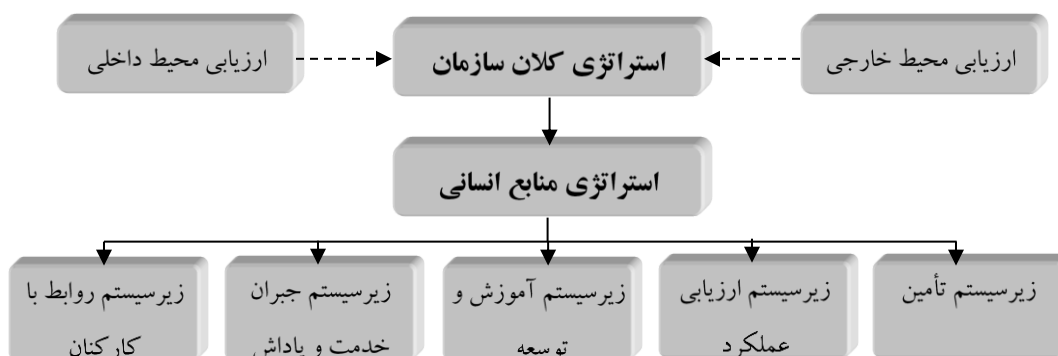 ارزیابی محیط خارجی
استراتژی کلان سازمان
ارزیابی محیط داخلی
استراتژی منابع انسانی
زیرسیستم تأمین
زیرسیستم ارزیابی
عملکرد
زیرسیستم آموزش و
توسعه
زیرسیستم جبران
خدمت و پاداش
زیرسیستم روابط با
کارکنان